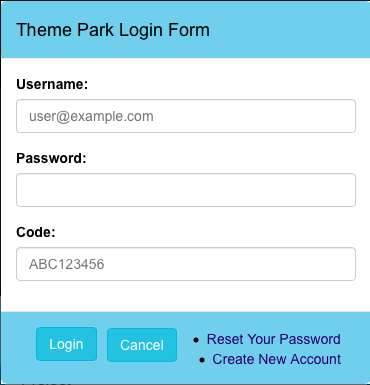 Theme Park Login Form
Username:
user@example.com
Password:
Code:
ABC123456
Login
Cancel
Reset Your Password
Create New Account